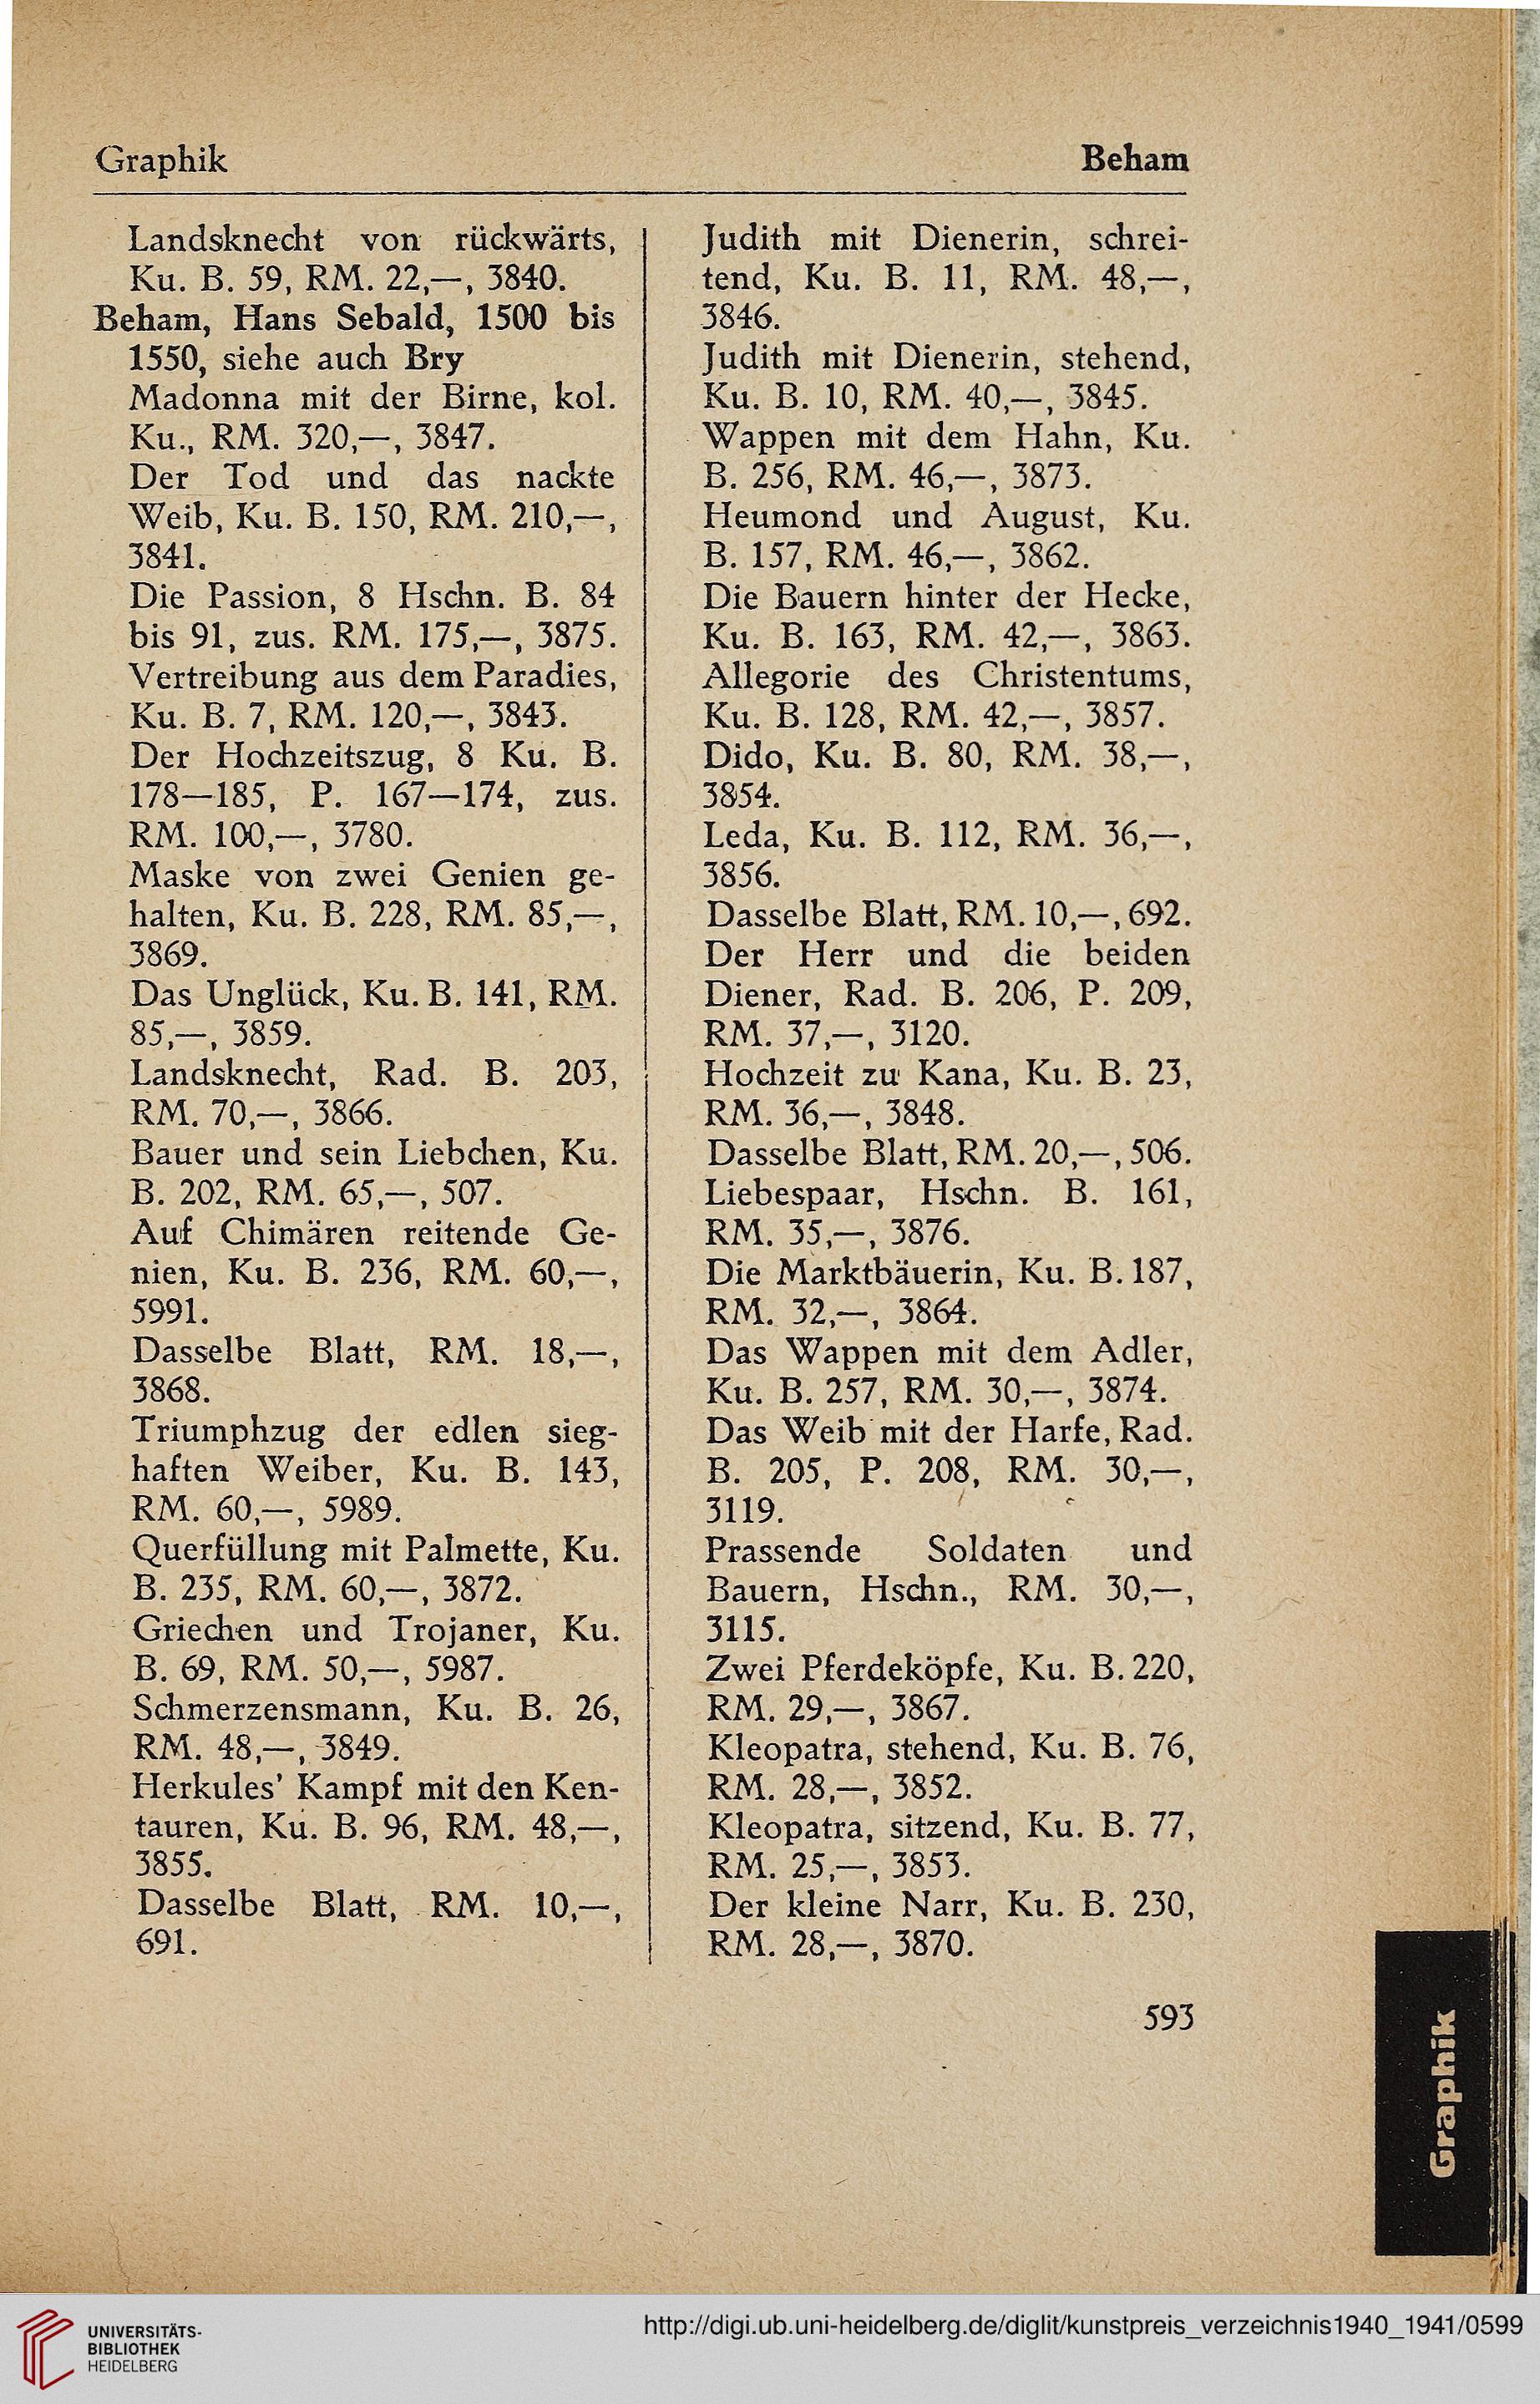 Graphik
Beham
Landsknecht von rückwärts,
Ku. B. 59, RM. 22,—, 3840.
Beham, Hans Sebald, 1500 bis
1550, siehe auch Bry
Madonna mit der Birne, kol.
Ku., RM. 320,—, 3847.
Der Tod und das nackte
Weib, Ku. B. 150, RM. 210,—,
3841.
Die Passion, 8 Hschn. B. 84
bis 91, zus. RM. 175,—, 3875.
Vertreibung aus dem Paradies,
Ku. B. 7, RM. 120,—, 3843.
Der Hochzeitszug, 8 Ku. B.
178—185, P. 167—174, zus.
RM. 100,—, 3780.
Maske von zwei Genien ge-
halten, Ku. B. 228, RM. 85,—,
3869.
Das Unglück, Ku. B. 141, RM.
85,—, 3859.
Landsknecht, Rad. B. 203,
RM. 70,—, 3866.
Bauer und sein Liebchen, Ku.
B. 202, RM. 65,—, 507.
Auf Chimären reitende Ge-
nien, Ku. B. 236, RM. 60,—,
5991.
Dasselbe Blatt, RM. 18,—,
3868.
Triumphzug der edlen sieg-
haften Weiber, Ku. B. 143,
RM. 60,—, 5989.
Querfüllung mit Palmette, Ku.
B. 235, RM. 60,—, 3872.
Griechen und Trojaner, Ku.
B. 69, RM. 50,—, 5987.
Schmerzensmann, Ku. B. 26,
RM. 48,—, 3849.
Herkules' Kampf mit den Ken-
tauren, Ku. B. 96, RM. 48,—,
3855.
Dasselbe Blatt, RM. 10,—,
691.
Judith mit Dienerin, schrei-
tend, Ku. B. 11, RM. 48,—,
3846.
Judith mit Dienerin, stehend,
Ku. B. 10, RM. 40,—, 3845.
Wappen mit dem Hahn, Ku.
B. 256, RM. 46,—, 3873.
Heumond und August, Ku.
B. 157, RM. 46,—, 3862.
Die Bauern hinter der Hecke,
Ku. B. 163, RM. 42,—, 3863.
Allegorie des Christentums,
Ku. B. 128, RM. 42,—, 3857.
Dido, Ku. B. 80, RM. 38,—,
3854.
Leda, Ku. B. 112, RM. 36,—,
3856.
Dasselbe Blatt, RM. 10,—, 692.
Der Herr und die beiden
Diener, Rad. B. 206, P. 209,
RM. 37,—, 3120.
Hochzeit zu Kana, Ku. B. 23,
RM. 36,—, 3848.
Dasselbe Blatt, RM. 20,—, 506.
Liebespaar, Hschn. B. 161,
RM. 35,—, 3876.
Die Marktbäuerin, Ku. B. 187,
RM. 32,—, 3864.
Das Wappen mit dem Adler,
Ku. B. 257, RM. 30,—, 3874.
Das Weib mit der Harfe, Rad.
B. 205, P. 208, RM. 30,—,
3119.
Prassende Soldaten und
Bauern, Hschn., RM. 30,—,
3115.
Zwei Pferdeköpfe, Ku. B. 220,
RM. 29,—, 3867.
Kleopatra, stehend, Ku. B. 76,
RM. 28,—, 3852.
Kleopatra, sitzend, Ku. B. 77,
RM. 25,—, 3853.
Der kleine Narr, Ku. B. 230,
RM. 28,—, 3870.
593
Graphik
UNIVERSITÄTS-
BIBLIOTHEK
HEIDELBERG
http://digi.ub.uni-heidelberg.de/diglit/kunstpreis_verzeichnis1940_1941/0599